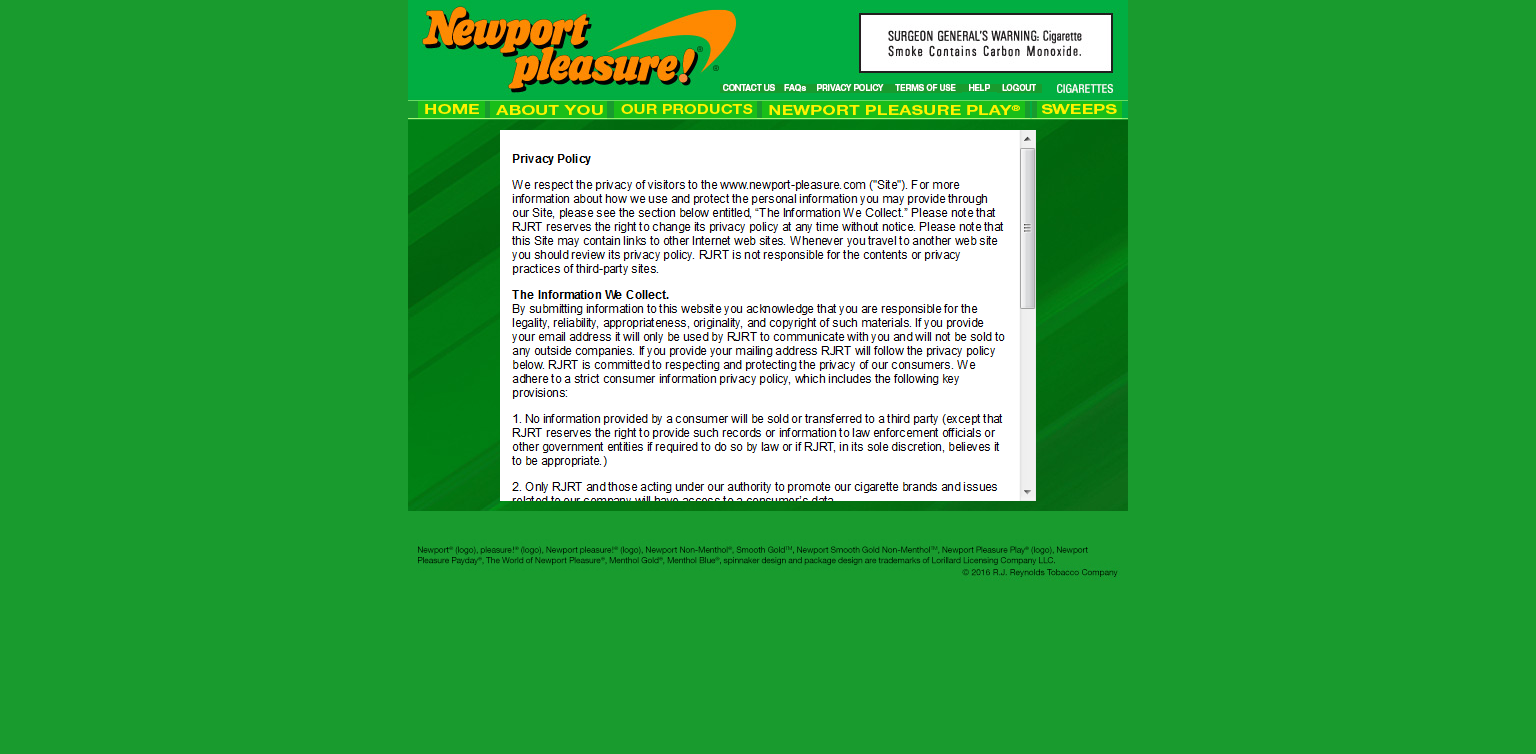 Newport
pleasure!®
®
SURGEON GENERAL'S WARNING: Cigarette
Smoke Contains Carbon Monoxide.
CONTACT US FAQs PRIVACY POLICY TERMS OF USE HELP LOGOUT CIGARETTES
HOME ABOUT YOU OUR PRODUCTS NEWPORT PLEASURE PLAY® SWEEPS
Privacy Policy
We respect the privacy of visitors to the www.newport-pleasure.com ("Site"). For more
information about how we use and protect the personal information you may provide through
our Site, please see the section below entitled, “The Information We Collect.” Please note that
RJRT reserves the right to change its privacy policy at any time without notice. Please note that
this Site may contain links to other Internet web sites. Whenever you travel to another web site
you should review its privacy policy. RJRT is not responsible for the contents or privacy
practices of third-party sites.
The Information We Collect.
By submitting information to this website you acknowledge that you are responsible for the
legality, reliability, appropriateness, originality, and copyright of such materials. If you provide
your email address it will only be used by RJRT to communicate with you and will not be sold to
any outside companies. If you provide your mailing address RJRT will follow the privacy policy
below. RJRT is committed to respecting and protecting the privacy of our consumers. We
adhere to a strict consumer information privacy policy, which includes the following key
provisions:
1. No information provided by a consumer will be sold or transferred to a third party (except that
RJRT reserves the right to provide such records or information to law enforcement officials or
other government entities if required to do so by law or if RJRT, in its sole discretion, believes it
to be appropriate.)
2. Only RJRT and those acting under our authority to promote our cigarette brands and issues
related to our company will have access to a consumer's data.
Newport® (logo), pleasure!® (logo), Newport pleasure!® (logo), Newport Non-Menthol®, Smooth Gold™, Newport Smooth Gold Non-Menthol™, Newport Pleasure Play® (logo), Newport
Pleasure Payday®, The World of Newport Pleasure®, Menthol Gold®, Menthol Blue®, spinnaker design and package design are trademarks of Lorillard Licensing Company LLC.
© 2016 R.J. Reynolds Tobacco Company